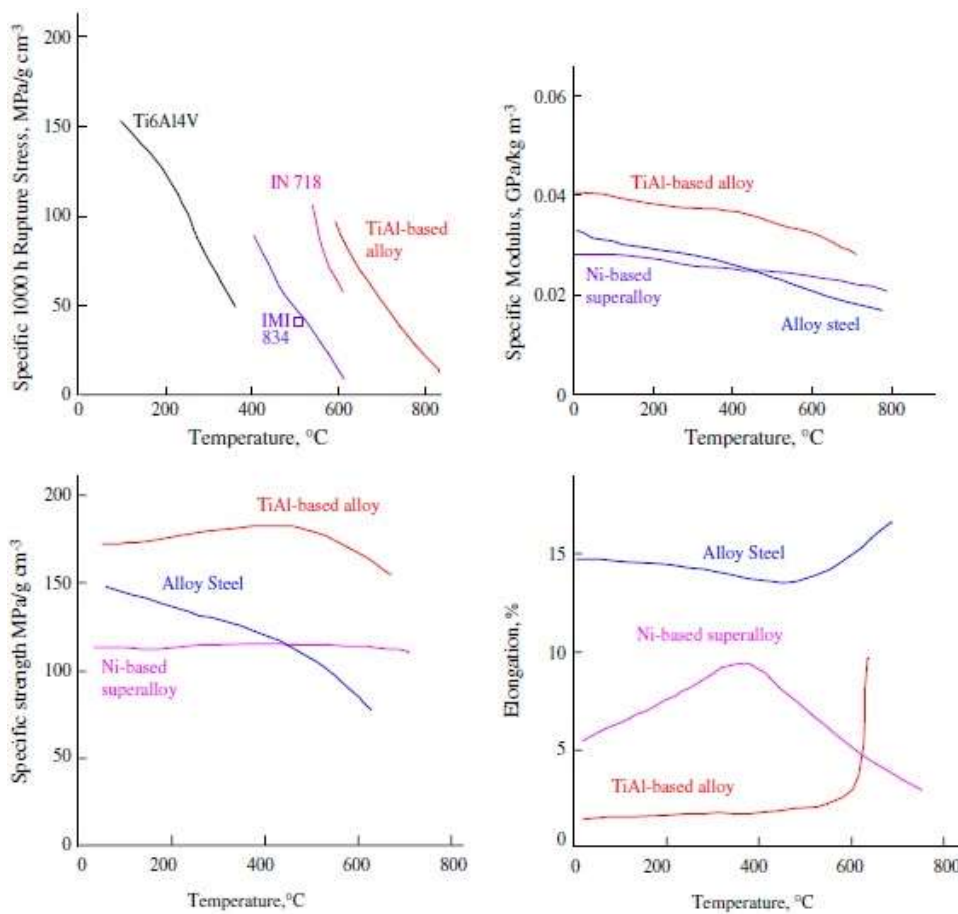 Specific 1000 h Rupture Stress, MPa/g cm-3
200
150
100
50
0
Ti6Al4V
IN 718
TiAl-based
alloy
IMI
834
0 200 400 600 800
Temperature, °C
Specific Modulus, GPa/kg m-3
0.06
0.04
0.02
0
TiAl-based alloy
Ni-based
superalloy
Alloy steel
0 200 400 600 800
Temperature, °C
Specific strength MPa/g cm-3
200
150
100
50
0
TiAl-based alloy
Alloy Steel
Ni-based
superalloy
0 200 400 600 800
Temperature,°C
Elongation, %
15
10
5
0
Alloy Steel
Ni-based superalloy
TiAl-based alloy
0 200 400 600 800
Temperature, °C